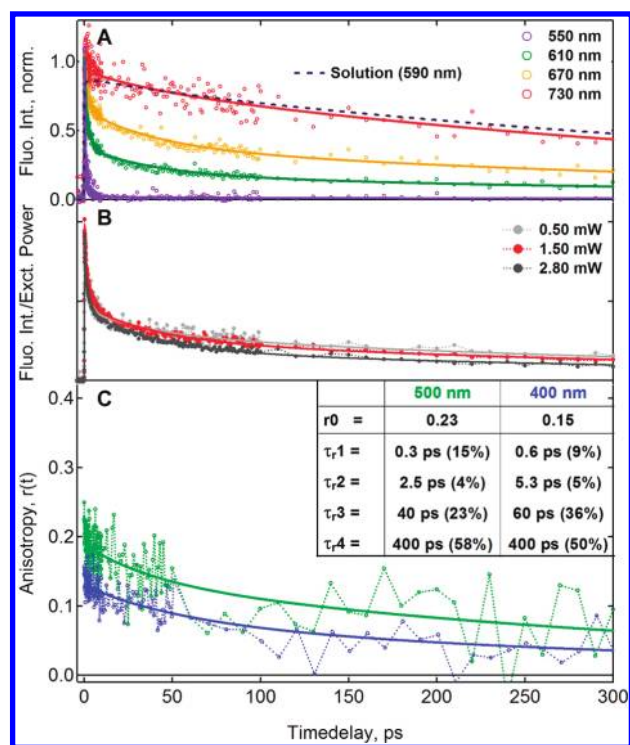 A
550 nm
610 nm
670 nm
730 nm
Solution (590 nm)
Fluo. Int., norm.
1.0
0.5
0.0
B
0.50 mW
1.50 mW
2.80 mW
Fluo. Int./Exct. Power
C
500 nm 400 nm
r0 = 0.23 0.15
τr1 = 0.3 ps (15%) 0.6 ps (9%)
τr2 = 2.5 ps (4%) 5.3 ps (5%)
τr3 = 40 ps (23%) 60 ps (36%)
τr4 = 400 ps (58%) 400 ps (50%)
Anisotropy, r(t)
0.4
0.3
0.2
0.1
0.0
0 50 100 150 200 250 300
Timedelay, ps